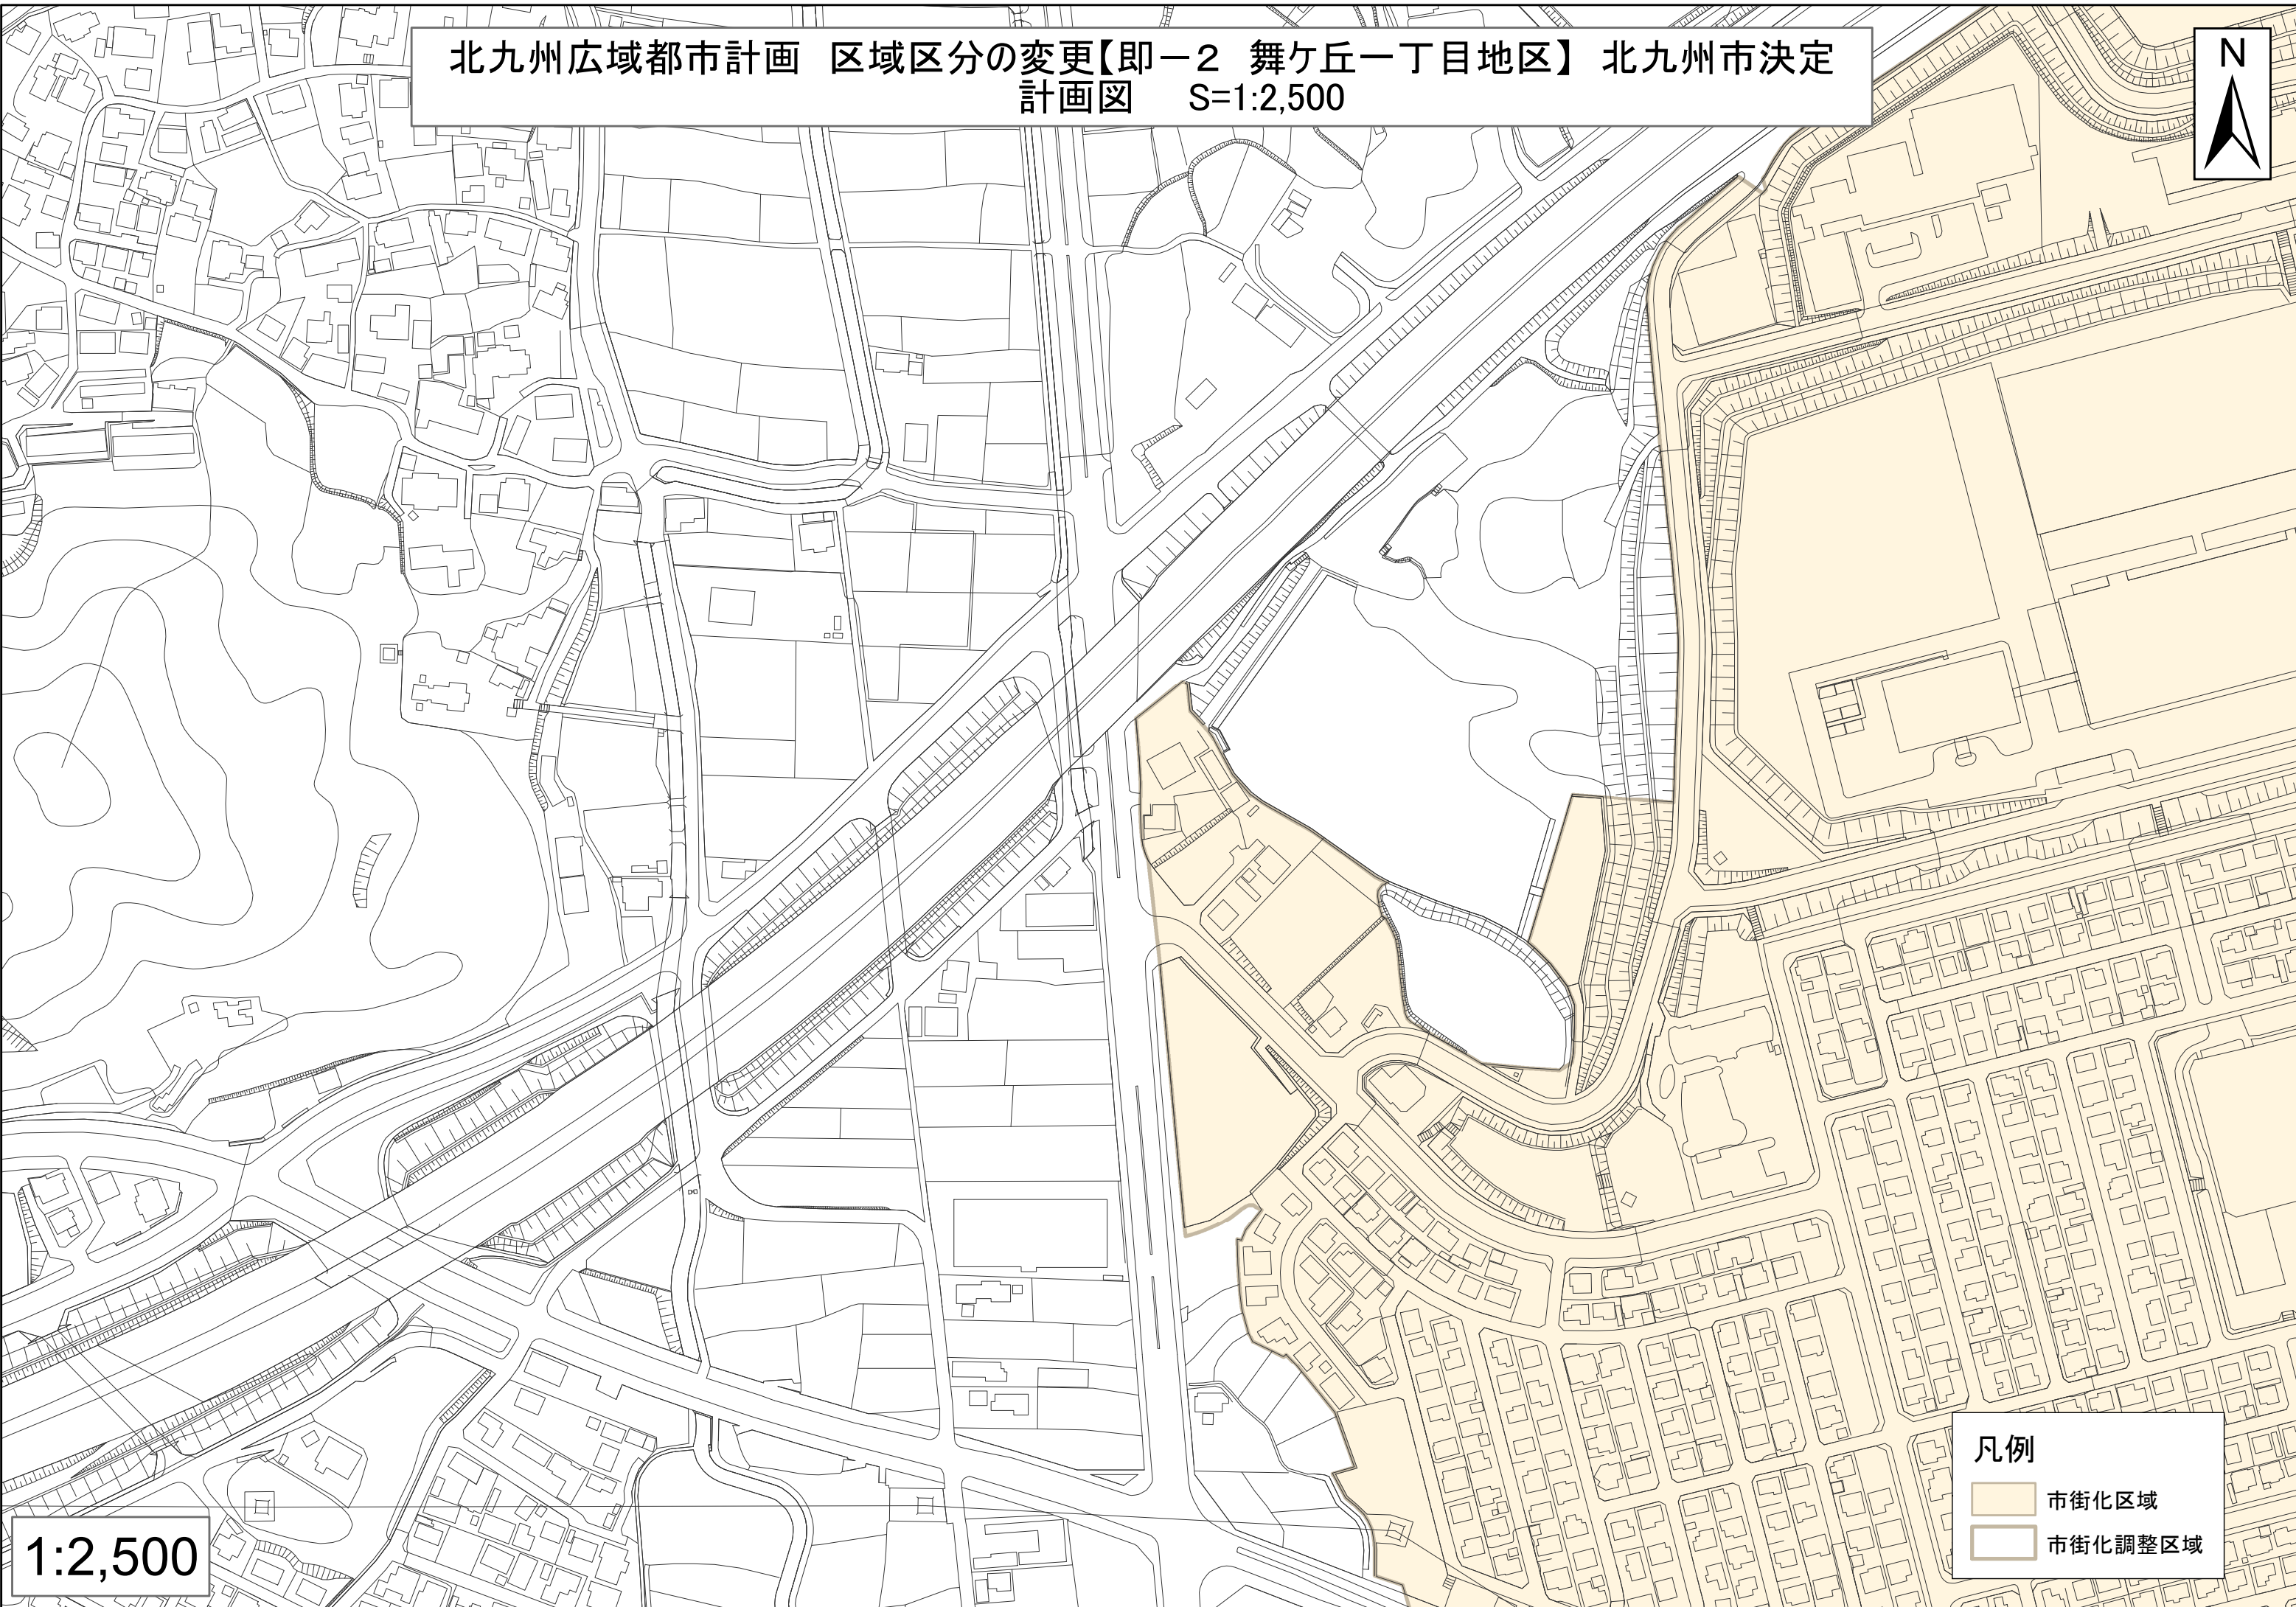 北九州広域都市計画　区域区分の変更【即－２　舞ケ丘一丁目地区】 北九州市決定
計画図　　S=1:2,500
N
凡例
市街化区域
市街化調整区域
1:2,500